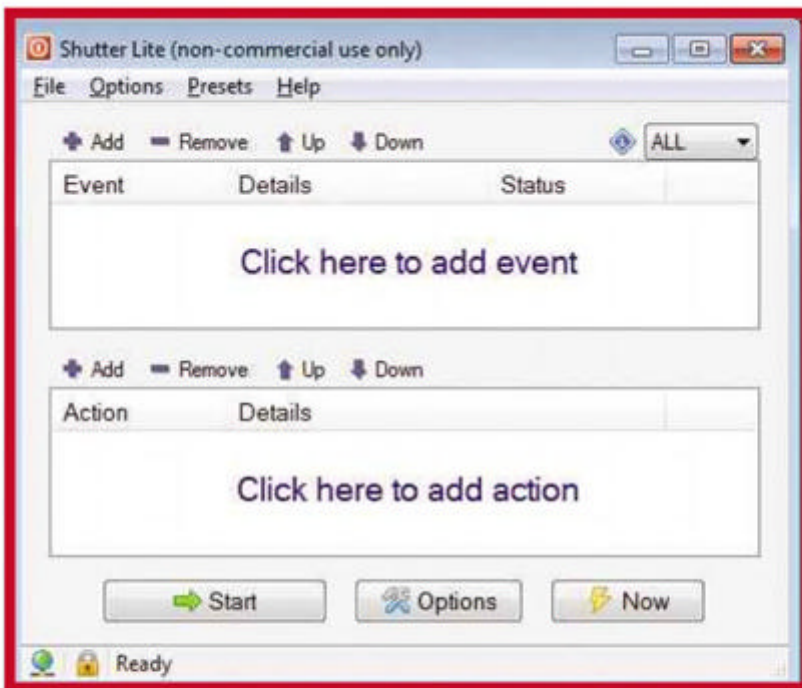 Shutter Lite (non-commercial use only)
File Options Presets Help
Add Remove Up Down ALL
Event Details Status
Click here to add event
Add Remove Up Down
Action Details
Click here to add action
Start Options Now
Ready